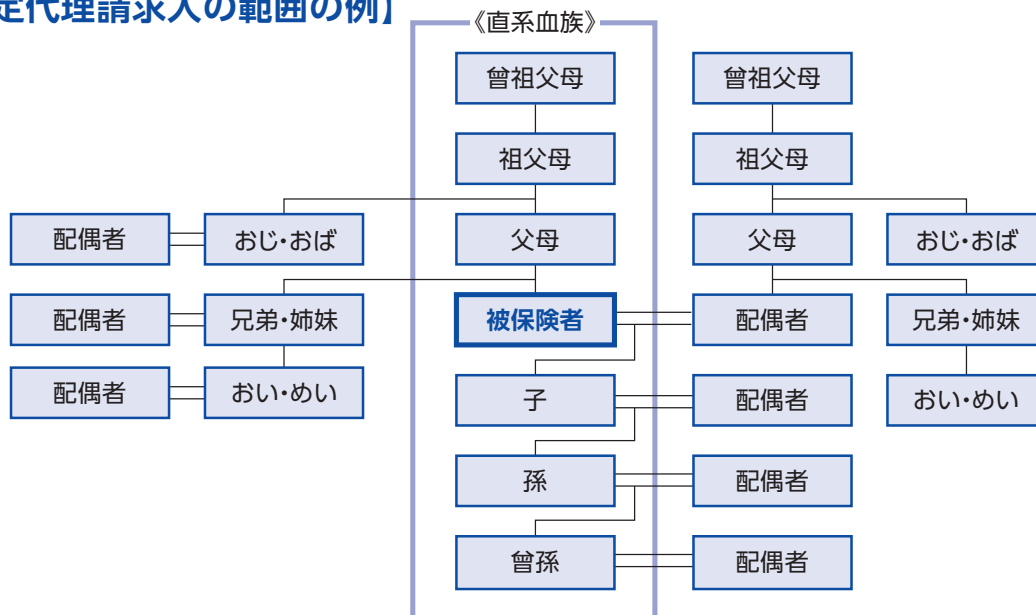 定代理請求人の範囲の例】
《直系血族》
曾祖父母 曾祖父母
祖父母 祖父母
配偶者 おじ・おば 父母 父母 おじ・おば
配偶者 兄弟・姉妹 被保険者 配偶者 兄弟・姉妹
配偶者 おい・めい 子 配偶者 おい・めい
孫 配偶者
曾孫 配偶者